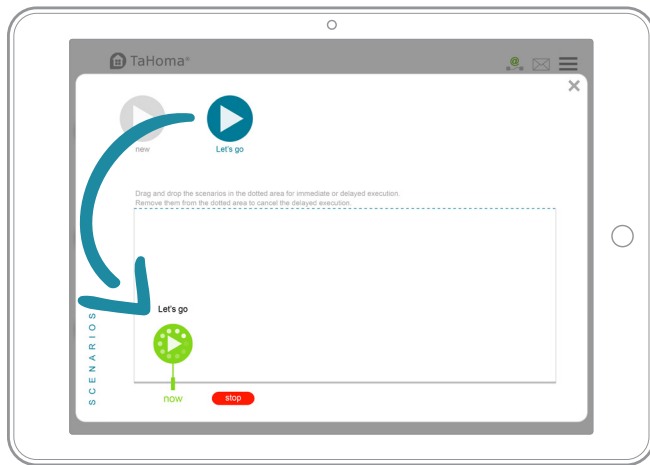 TaHoma®
@
new
Let's go
Drag and drop the scenarios in the dotted area for immediate or delayed execution.
Remove them from the dotted area to cancel the delayed execution.
SCENARIOS
Let's go
now
stop